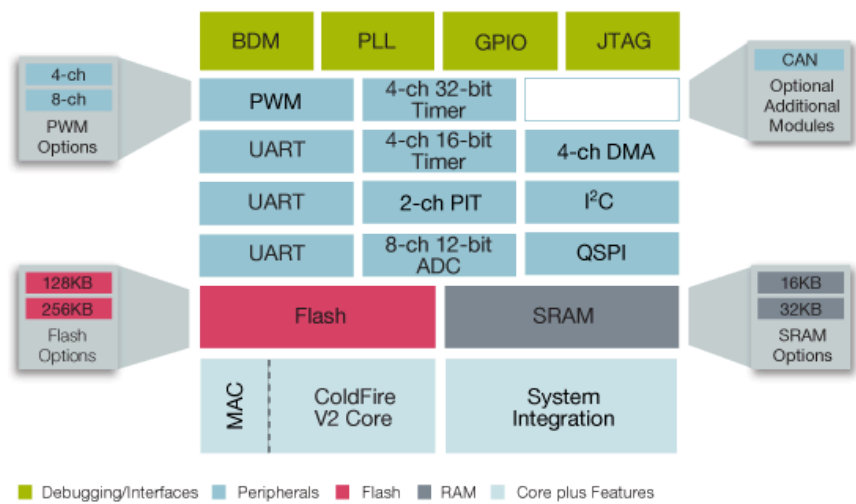 BDM PLL GPIO JTAG
4-ch
8-ch
PWM
Options
CAN
Optional
Additional
Modules
PWM
4-ch 32-bit
Timer
UART
4-ch 16-bit
Timer
4-ch DMA
UART
2-ch PIT
I²C
UART
8-ch 12-bit
ADC
QSPI
128KB
256KB
Flash
Options
Flash
SRAM
16KB
32KB
SRAM
Options
MAC
ColdFire
V2 Core
System
Integration
Debugging/Interfaces Peripherals Flash RAM Core plus Features